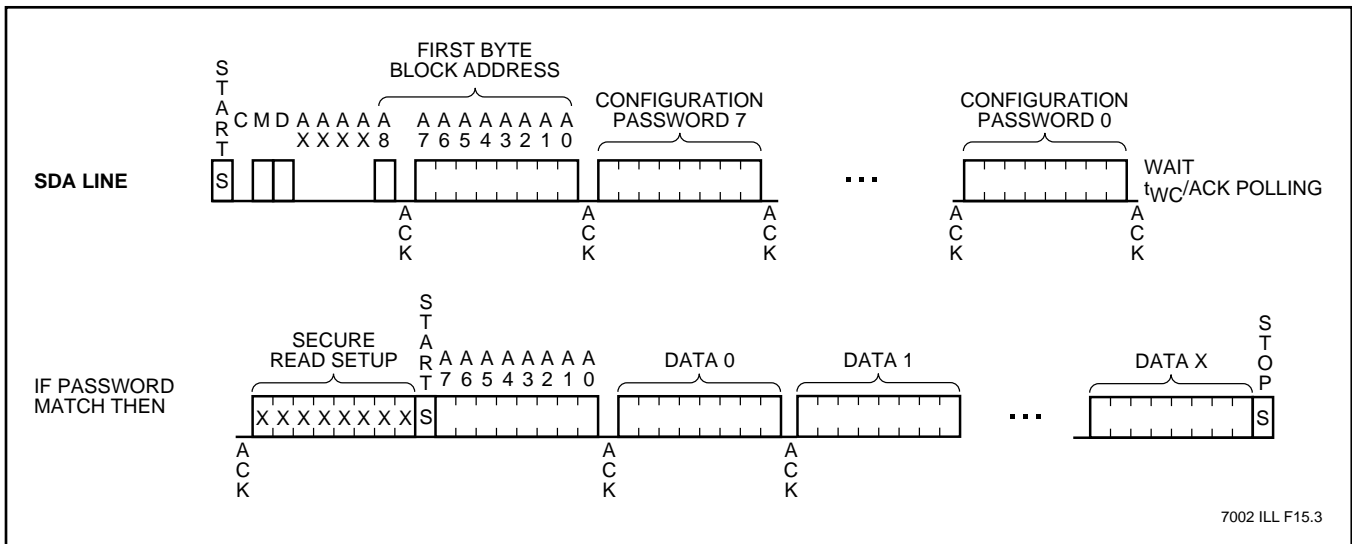 FIRST BYTE
BLOCK ADDRESS
START
C M D A A A A A A A A A A A A A
X X X X 8 7 6 5 4 3 2 1 0
CONFIGURATION
PASSWORD 7
CONFIGURATION
PASSWORD 0
SDA LINE
S
...
WAIT
tWC/ACK POLLING
ACK
ACK
ACK
ACK
ACK
SECURE
READ SETUP
START
A A A A A A A A
7 6 5 4 3 2 1 0
DATA 0
DATA 1
DATA X
STOP
IF PASSWORD
MATCH THEN
X X X X X X X X S
...
S
ACK
ACK
ACK
7002 ILL F15.3